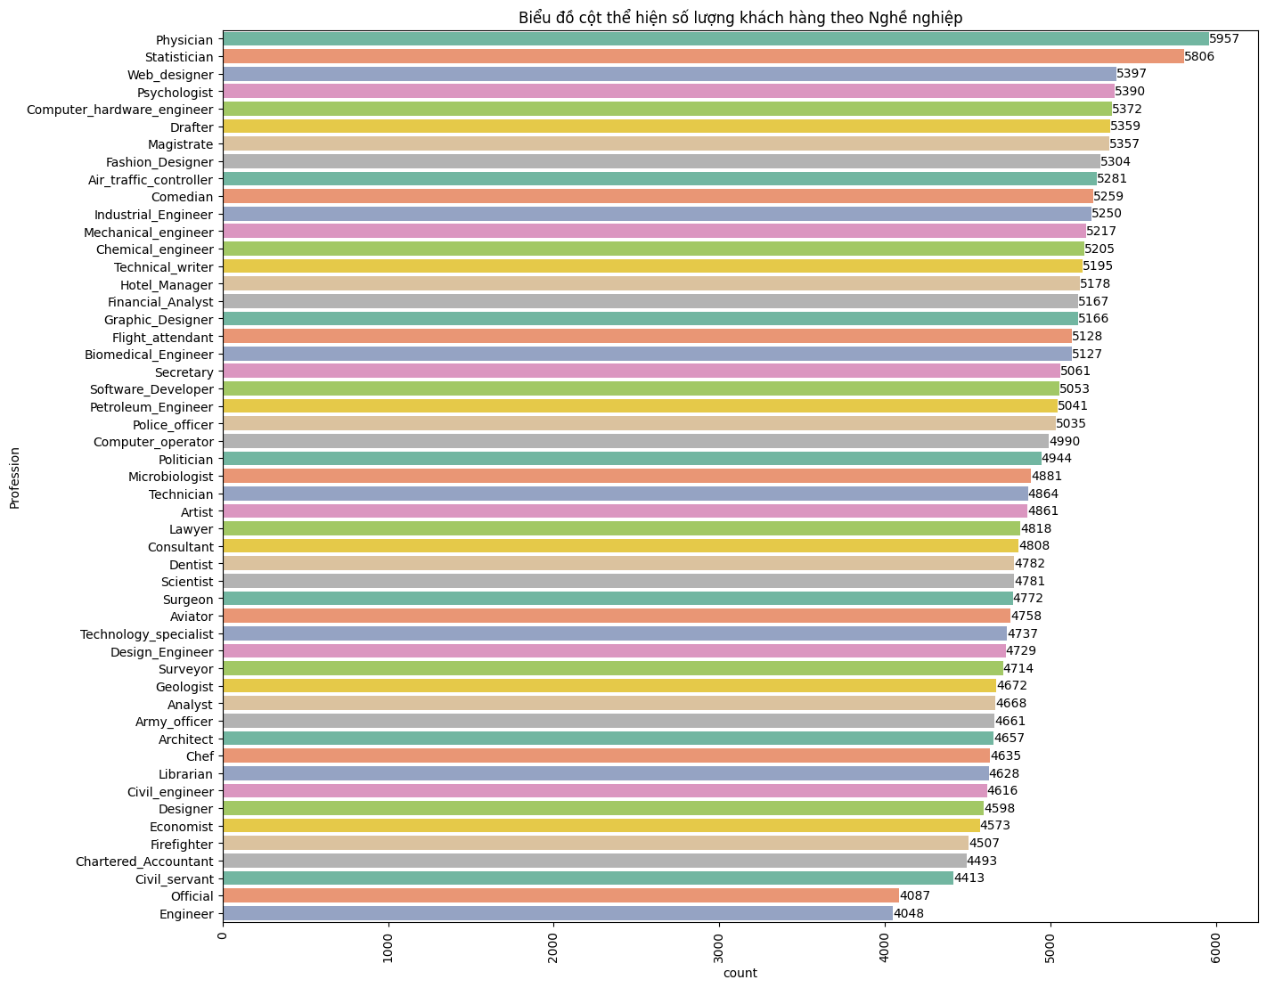 Biểu đồ cột thể hiện số lượng khách hàng theo Nghề nghiệp
Physician 5957
Statistician 5806
Web_designer 5397
Psychologist 5390
Computer_hardware_engineer 5372
Drafter 5359
Magistrate 5357
Fashion_Designer 5304
Air_traffic_controller 5281
Comedian 5259
Industrial_Engineer 5250
Mechanical_engineer 5217
Chemical_engineer 5205
Technical_writer 5195
Hotel_Manager 5178
Financial_Analyst 5167
Graphic_Designer 5166
Flight_attendant 5128
Biomedical_Engineer 5127
Secretary 5061
Software_Developer 5053
Petroleum_Engineer 5041
Police_officer 5035
Computer_operator 4990
Politician 4944
Microbiologist 4881
Technician 4864
Artist 4861
Lawyer 4818
Consultant 4808
Dentist 4782
Scientist 4781
Surgeon 4772
Aviator 4758
Technology_specialist 4737
Design_Engineer 4729
Surveyor 4714
Geologist 4672
Analyst 4668
Army_officer 4661
Architect 4657
Chef 4635
Librarian 4628
Civil_engineer 4616
Designer 4598
Economist 4573
Firefighter 4507
Chartered_Accountant 4493
Civil_servant 4413
Official 4087
Engineer 4048
Profession
0 1000 2000 3000 4000 5000 6000
count